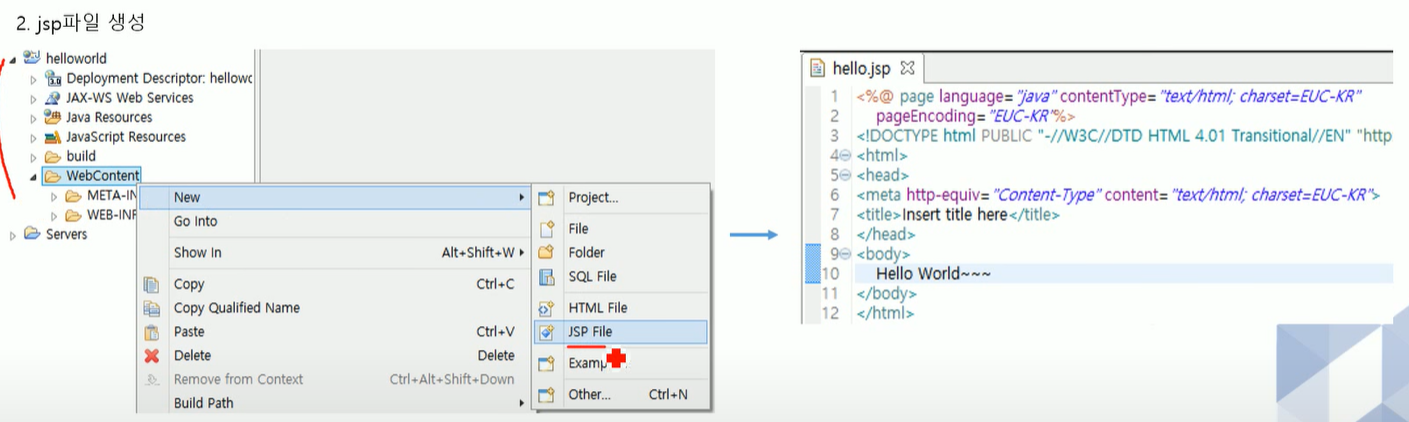 2. jsp파일 생성
helloworld
Deployment Descriptor: hellowc
JAX-WS Web Services
Java Resources
JavaScript Resources
build
WebContent
META-IN
WEB-INF
Servers
New
Go Into
Show In Alt+Shift+W
Copy Ctrl+C
Copy Qualified Name
Paste Ctrl+V
Delete Delete
Remove from Context Ctrl+Alt+Shift+Down
Build Path
Project...
File
Folder
SQL File
HTML File
JSP File
Examp
Other... Ctrl+N
hello.jsp
1 <%@ page language="java" contentType="text/html; charset=EUC-KR"
2 pageEncoding="EUC-KR"%>
3 <!DOCTYPE html PUBLIC "-//W3C//DTD HTML 4.01 Transitional//EN" "http
4 <html>
5 <head>
6 <meta http-equiv="Content-Type" content="text/html; charset=EUC-KR">
7 <title>Insert title here</title>
8 </head>
9 <body>
10 Hello World~~~
11 </body>
12 </html>